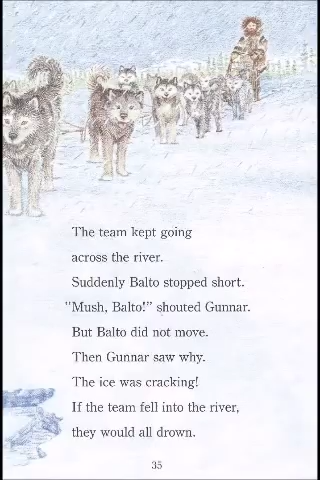 The team kept going
across the river.
Suddenly Balto stopped short.
"Mush, Balto!" shouted Gunnar.
But Balto did not move.
Then Gunnar saw why.
The ice was cracking!
If the team fell into the river,
they would all drown.
35